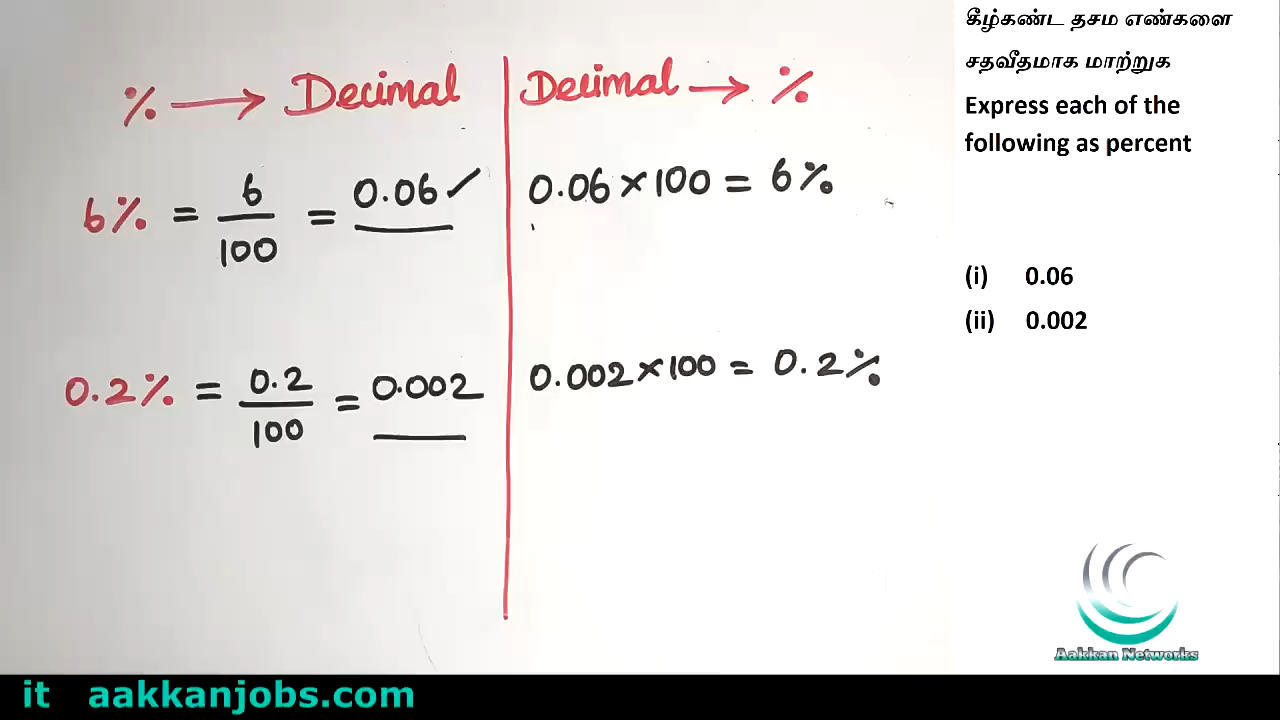 % → Decimal
6% = 6/100 = 0.06 ✓
0.2% = 0.2/100 = 0.002
Decimal → %
0.06 × 100 = 6%
0.002 × 100 = 0.2%
கீழ்கண்ட தசம எண்களை
சதவீதமாக மாற்றுக
Express each of the
following as percent
(i) 0.06
(ii) 0.002
Aakkan Networks
it aakkanjobs.com